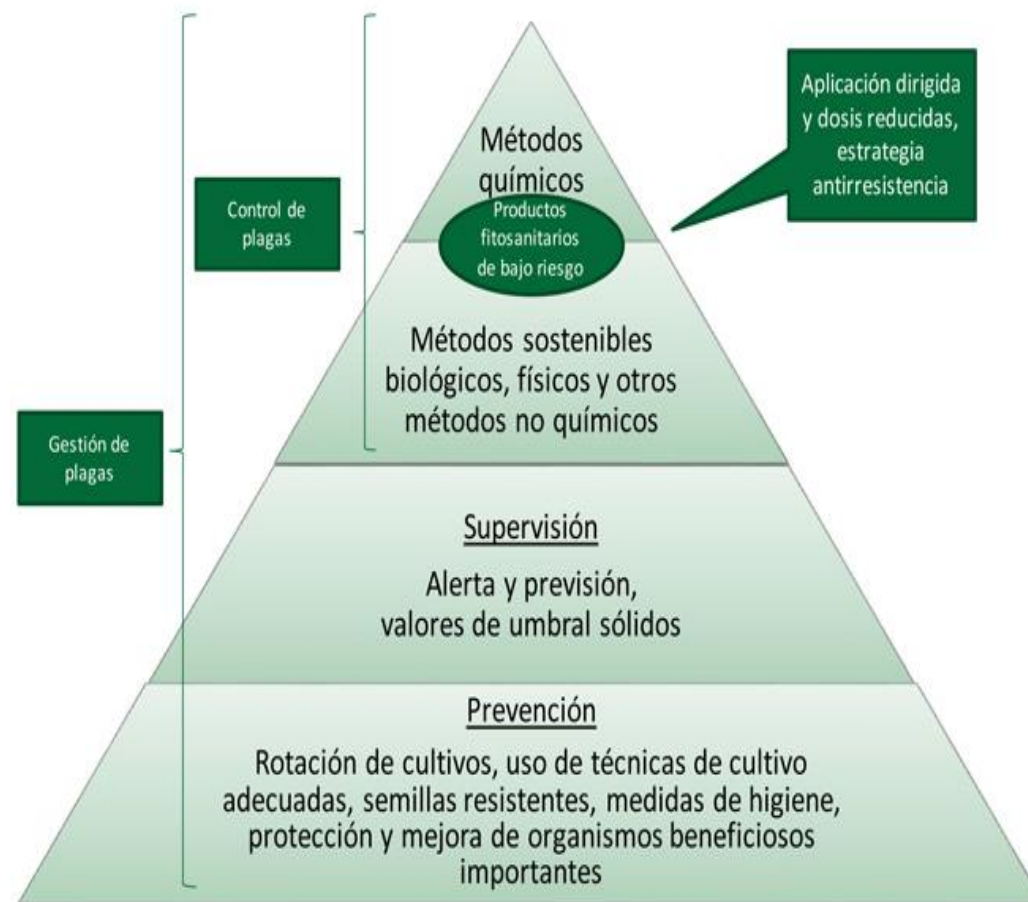 Métodos
químicos
Productos
fitosanitarios
de bajo riesgo
Aplicación dirigida
y dosis reducidas,
estrategia
antirresistencia
Control de
plagas
Métodos sostenibles
biológicos, físicos y otros
métodos no químicos
Gestión de
plagas
Supervisión
Alerta y previsión,
valores de umbral sólidos
Prevención
Rotación de cultivos, uso de técnicas de cultivo
adecuadas, semillas resistentes, medidas de higiene,
protección y mejora de organismos beneficiosos
importantes